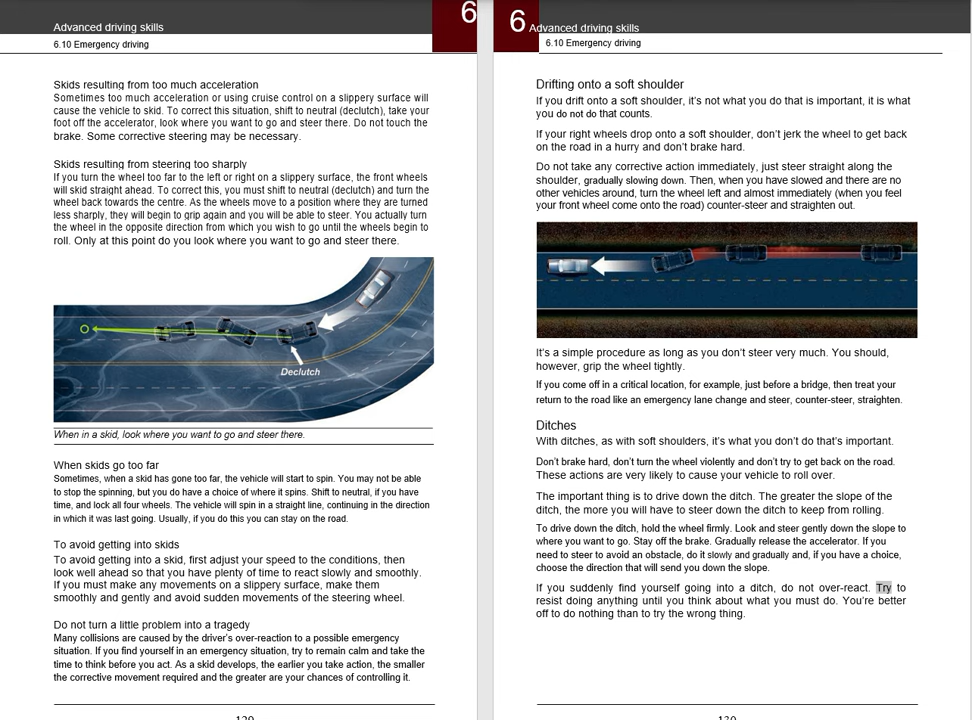 6
Advanced driving skills
6.10 Emergency driving
Skids resulting from too much acceleration
Sometimes too much acceleration or using cruise control on a slippery surface will
cause the vehicle to skid. To correct this situation, shift to neutral (declutch), take your
foot off the accelerator, look where you want to go and steer there. Do not touch the
brake. Some corrective steering may be necessary.
Skids resulting from steering too sharply
If you turn the wheel too far to the left or right on a slippery surface, the front wheels
will skid straight ahead. To correct this, you must shift to neutral (declutch) and turn the
wheel back towards the centre. As the wheels move to a position where they are turned
less sharply, they will begin to grip again and you will be able to steer. You actually turn
the wheel in the opposite direction from which you wish to go until the wheels begin to
roll. Only at this point do you look where you want to go and steer there.
Declutch
When in a skid, look where you want to go and steer there.
When skids go too far
Sometimes, when a skid has gone too far, the vehicle will start to spin. You may not be able
to stop the spinning, but you do have a choice of where it spins. Shift to neutral, if you have
time, and lock all four wheels. The vehicle will spin in a straight line, continuing in the direction
in which it was last going. Usually, if you do this you can stay on the road.
To avoid getting into skids
To avoid getting into a skid, first adjust your speed to the conditions, then
look well ahead so that you have plenty of time to react slowly and smoothly.
If you must make any movements on a slippery surface, make them
smoothly and gently and avoid sudden movements of the steering wheel.
Do not turn a little problem into a tragedy
Many collisions are caused by the driver's over-reaction to a possible emergency
situation. If you find yourself in an emergency situation, try to remain calm and take the
time to think before you act. As a skid develops, the earlier you take action, the smaller
the corrective movement required and the greater are your chances of controlling it.
129
6 Advanced driving skills
6.10 Emergency driving
Drifting onto a soft shoulder
If you drift onto a soft shoulder, it's not what you do that is important, it is what
you do not do that counts.
If your right wheels drop onto a soft shoulder, don't jerk the wheel to get back
on the road in a hurry and don't brake hard.
Do not take any corrective action immediately, just steer straight along the
shoulder, gradually slowing down. Then, when you have slowed and there are no
other vehicles around, turn the wheel left and almost immediately (when you feel
your front wheel come onto the road) counter-steer and straighten out.
It's a simple procedure as long as you don't steer very much. You should,
however, grip the wheel tightly.
If you come off in a critical location, for example, just before a bridge, then treat your
return to the road like an emergency lane change and steer, counter-steer, straighten.
Ditches
With ditches, as with soft shoulders, it's what you don't do that's important.
Don't brake hard, don't turn the wheel violently and don't try to get back on the road.
These actions are very likely to cause your vehicle to roll over.
The important thing is to drive down the ditch. The greater the slope of the
ditch, the more you will have to steer down the ditch to keep from rolling.
To drive down the ditch, hold the wheel firmly. Look and steer gently down the slope to
where you want to go. Stay off the brake. Gradually release the accelerator. If you
need to steer to avoid an obstacle, do it slowly and gradually and, if you have a choice,
choose the direction that will send you down the slope.
If you suddenly find yourself going into a ditch, do not over-react. Try to
resist doing anything until you think about what you must do. You're better
off to do nothing than to try the wrong thing.
130